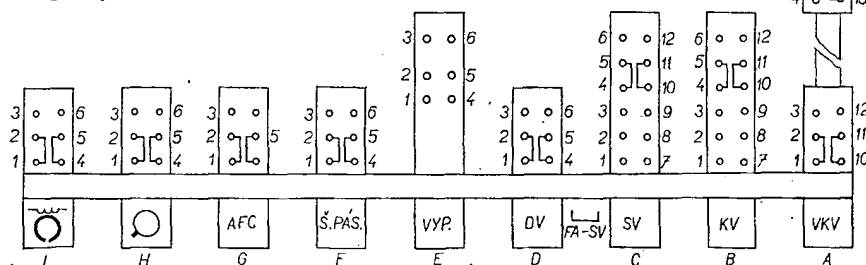 4 13
3 6 6 12 6 12
5 11 5 11
2 5 4 10 4 10
3 6 3 6 3 6 3 6 1 4 3 6 3 9 3 9 3 12
2 5 2 5 2 5 2 5 2 5 2 8 2 8 2 11
1 4 1 4 1 1 4 1 4 1 7 1 7 1 10
AFC Š.PÁS. VYP. DV FA-SV SV KV VKV
I H G F E D C B A